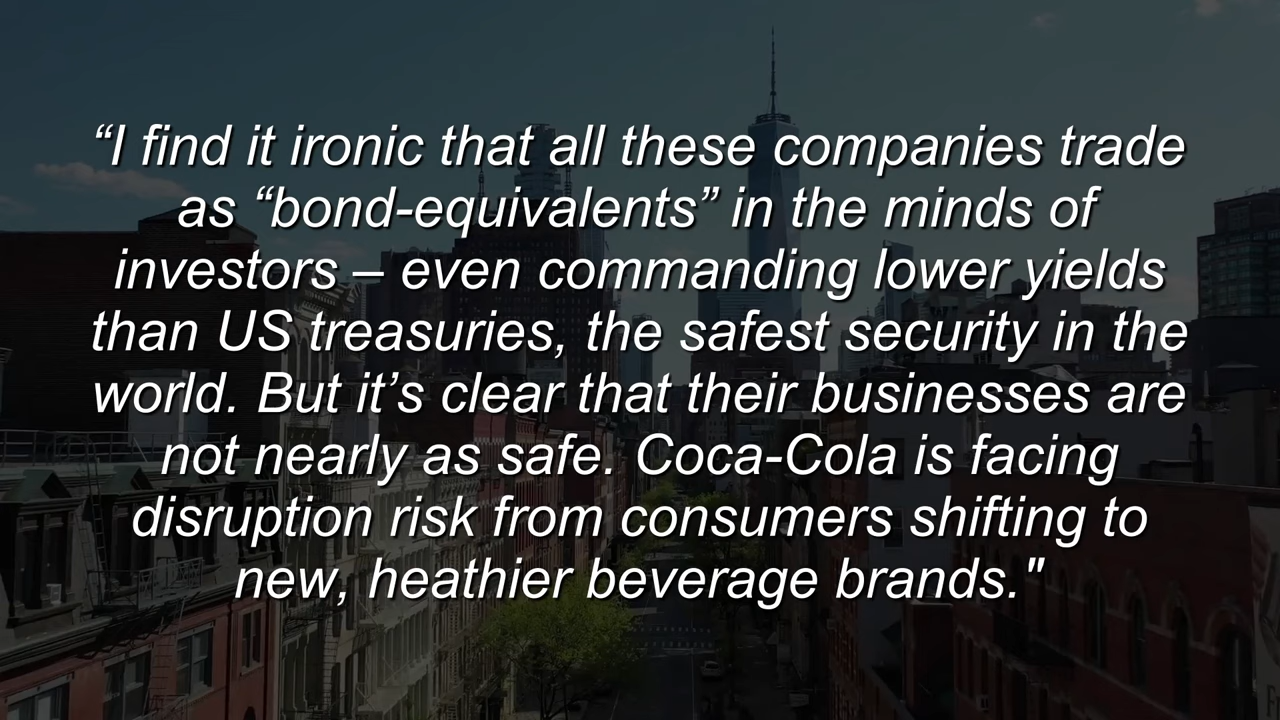 “I find it ironic that all these companies trade
as “bond-equivalents” in the minds of
investors – even commanding lower yields
than US treasuries, the safest security in the
world. But it’s clear that their businesses are
not nearly as safe. Coca-Cola is facing
disruption risk from consumers shifting to
new, heathier beverage brands."